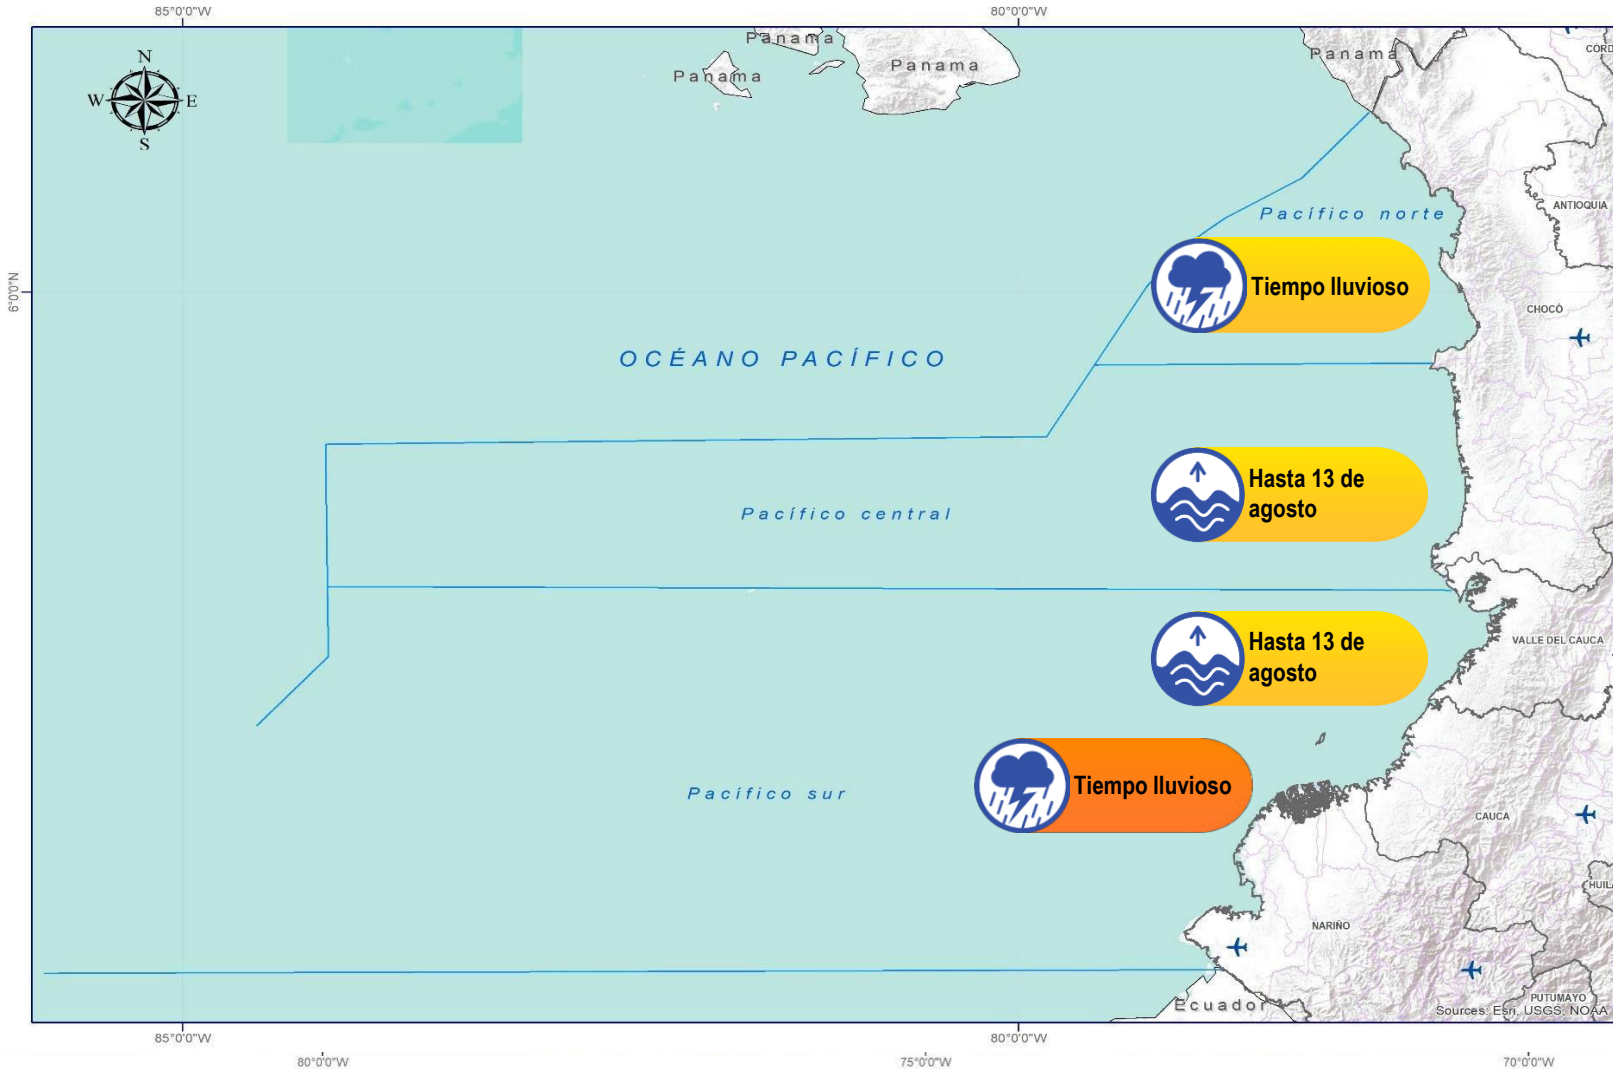 85°0'0"W
80°0'0"W
N
W
E
S
Panama
Panama
Panama
Panama
ANTIOQUIA
Pacífico norte
6°0'0"N
Tiempo lluvioso
CHOCÓ
OCÉANO PACÍFICO
Hasta 13 de
agosto
Pacífico central
Hasta 13 de
agosto
VALLE DEL CAUCA
Tiempo lluvioso
Pacífico sur
CAUCA
NARIÑO
PUTUMAYO
Ecuador
Sources: Esri, USGS, NOAA
85°0'0"W
80°0'0"W
80°0'0"W
75°0'0"W
70°0'0"W